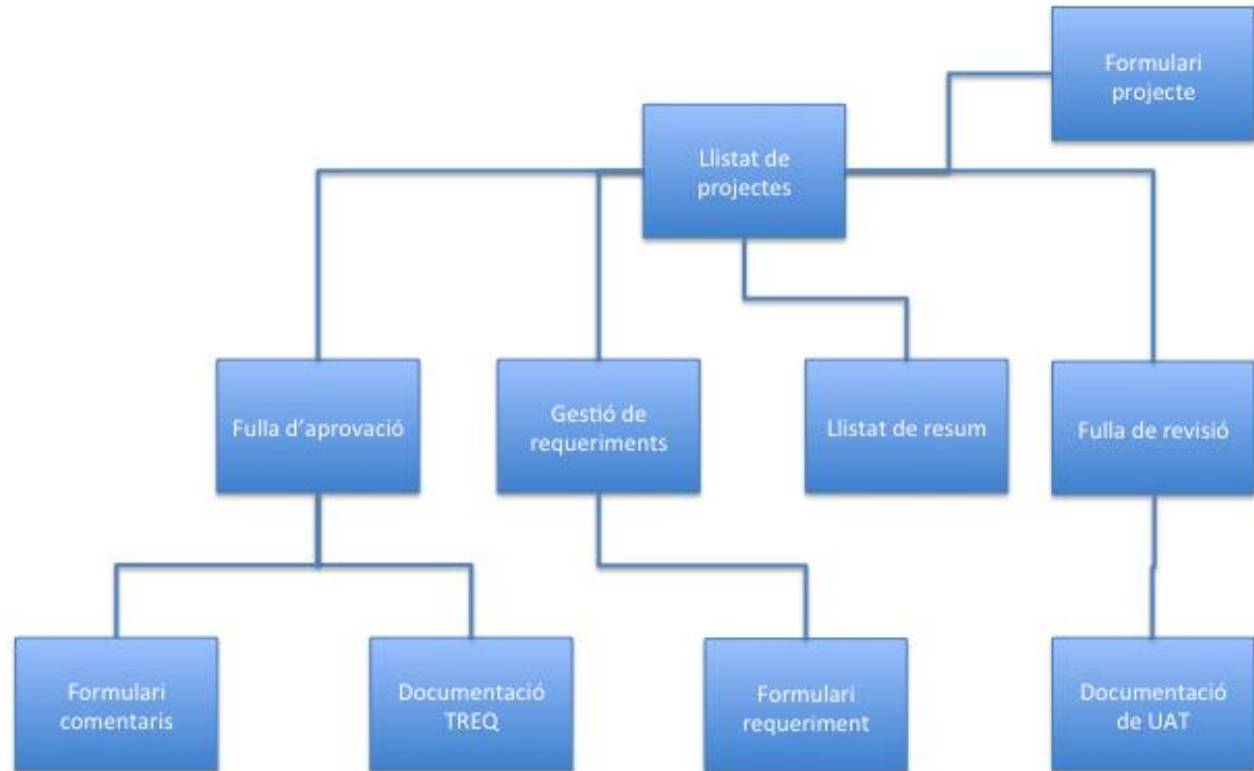 Formulari
projecte
Llistat de
projectes
Fulla d’aprovació
Gestió de
requeriments
Llistat de resum
Fulla de revisió
Formulari
comentaris
Documentació
TREQ
Formulari
requeriment
Documentació
de UAT